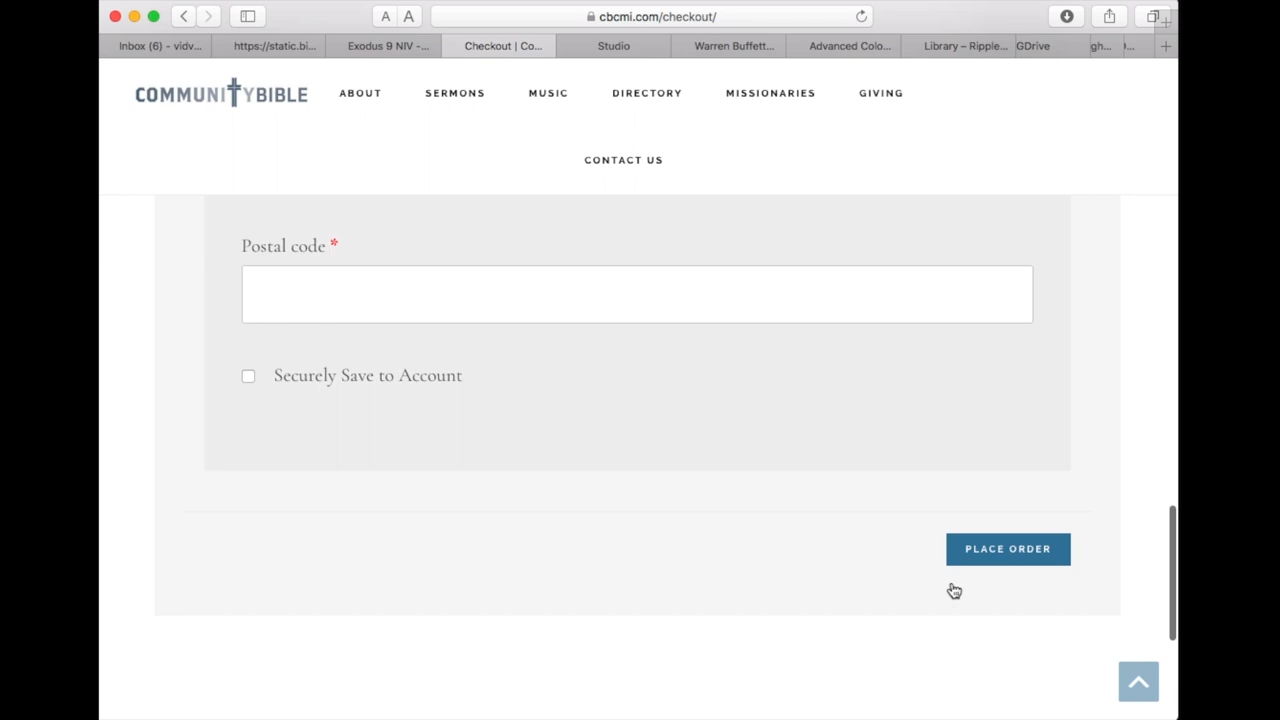 cbcmi.com/checkout/
Inbox (6) – vidv... https://static.bi... Exodus 9 NIV -... Checkout | Co... Studio Warren Buffett... Advanced Colo... Library – Ripple... GDrive gh...
COMMUNITYBIBLE ABOUT SERMONS MUSIC DIRECTORY MISSIONARIES GIVING
CONTACT US
Postal code *
Securely Save to Account
PLACE ORDER